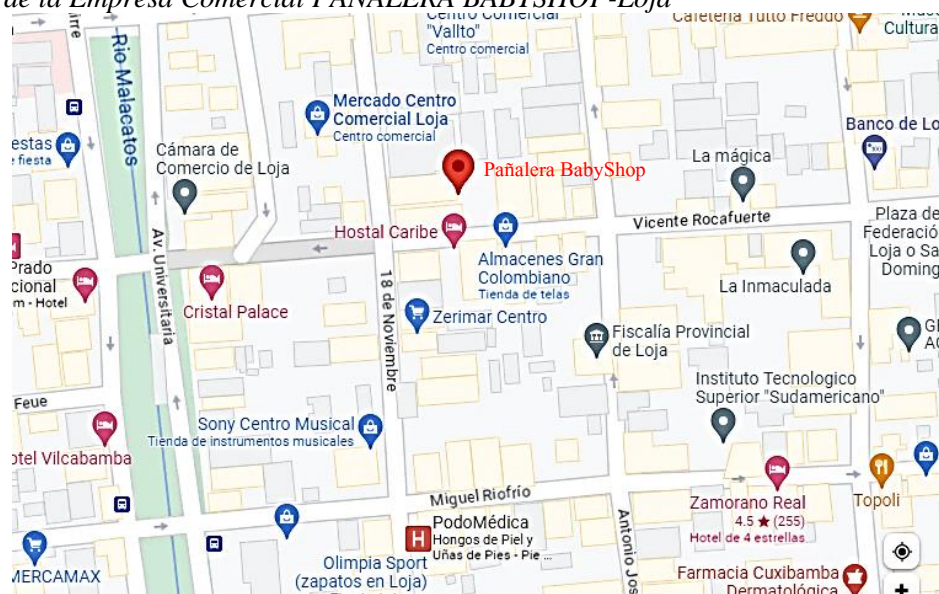 de la Empresa Comercial PAÑALERA BABYSHOP -Loja
Centro Comercial
"Vallto"
Centro comercial
Cafetería Tutto Freddo
Cultura
Rio Malacatos
Mercado Centro
Comercial Loja
Centro comercial
Banco de Lo
estas
e fiesta
Cámara de
Comercio de Loja
Pañalera BabyShop
La mágica
Vicente Rocafuerte
Plaza de
Federació
Loja o Sa
Doming
Hostal Caribe
Av. Universitaria
Almacenes Gran
Colombiano
Tienda de telas
Prado
cional
m - Hotel
La Inmaculada
Cristal Palace
18 de Noviembre
Zerimar Centro
Fiscalía Provincial
de Loja
Instituto Tecnologico
Superior "Sudamericano"
Feue
Sony Centro Musical
Tienda de instrumentos musicales
otel Vilcabamba
Miguel Riofrío
Zamorano Real
4.5 ★ (255)
Hotel de 4 estrellas
Topoli
PodoMédica
Hongos de Piel y
Uñas de Pies - Pie ...
Antonio Jos
Olimpia Sport
(zapatos en Loja)
MERCAMAX
Farmacia Cuxibamba
Dermatológica